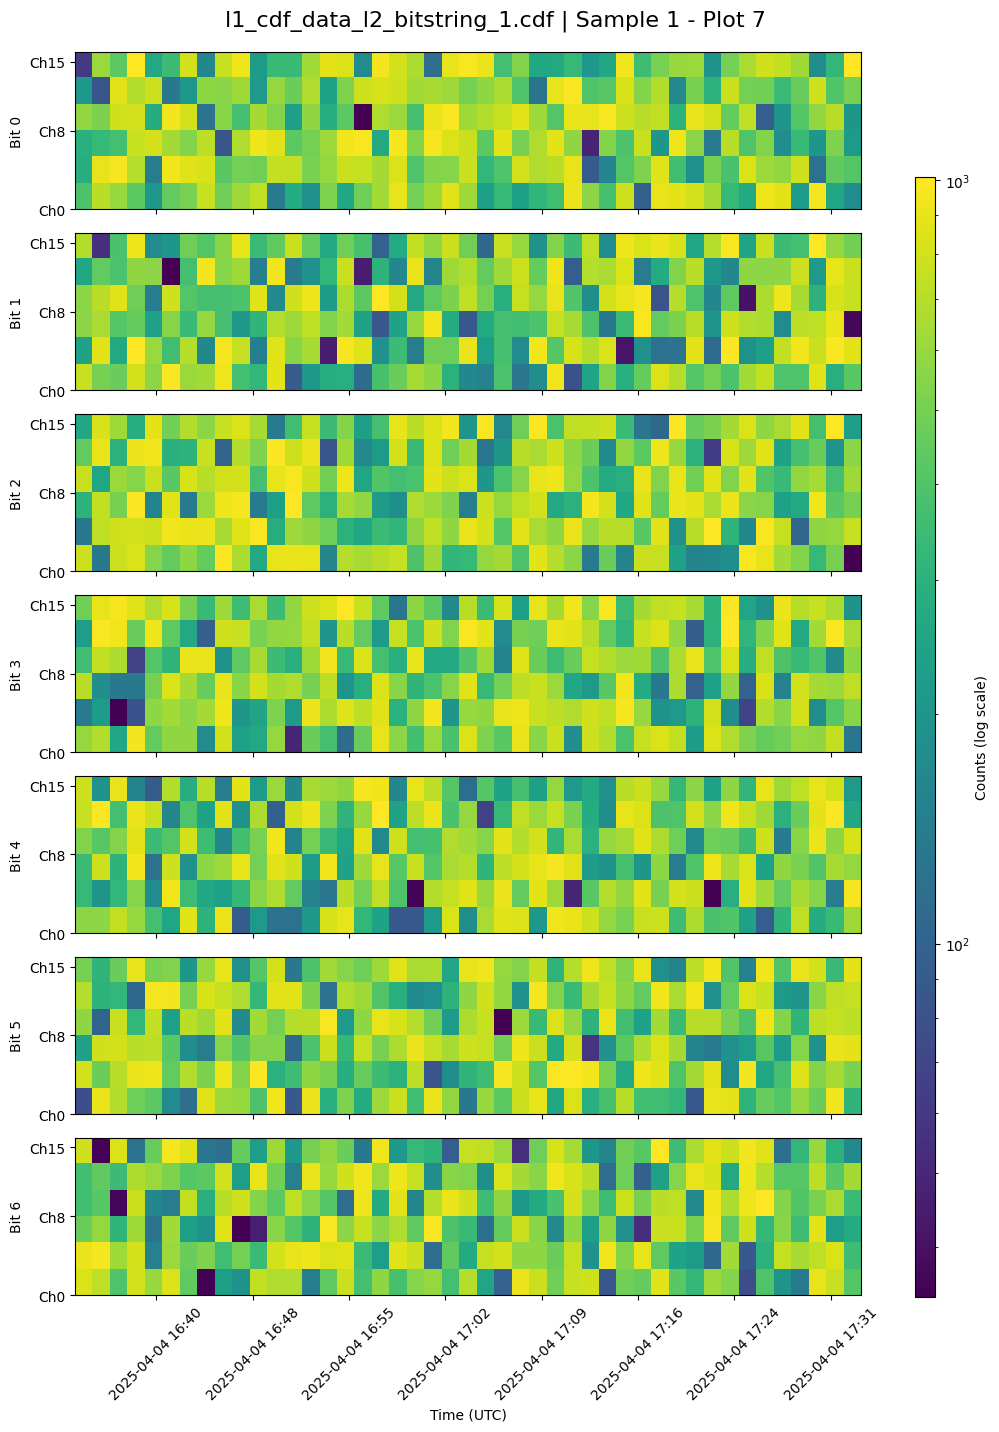 l1_cdf_data_l2_bitstring_1.cdf | Sample 1 - Plot 7
Ch15
Ch8
Ch0
Bit 0
Ch15
Ch8
Ch0
Bit 1
Ch15
Ch8
Ch0
Bit 2
Ch15
Ch8
Ch0
Bit 3
Ch15
Ch8
Ch0
Bit 4
Ch15
Ch8
Ch0
Bit 5
Ch15
Ch8
Ch0
Bit 6
2025-04-04 16:40
2025-04-04 16:48
2025-04-04 16:55
2025-04-04 17:02
2025-04-04 17:09
2025-04-04 17:16
2025-04-04 17:24
2025-04-04 17:31
Time (UTC)
10³
10²
Counts (log scale)